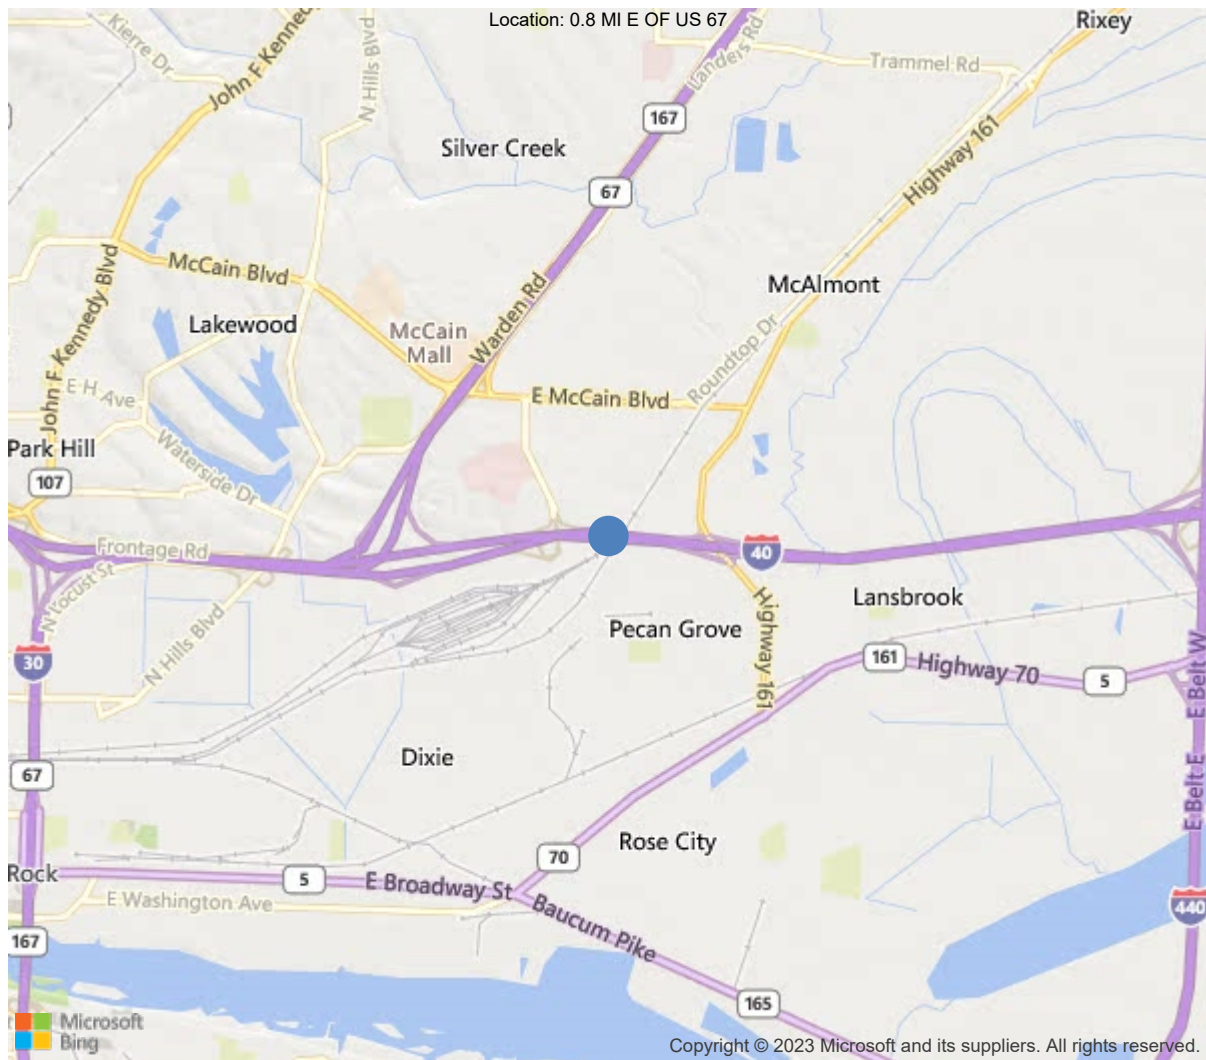 Location: 0.8 MI E OF US 67
Rixey
Kierre Dr
John F Kennedy
N Hills Blvd
Landers Rd
Trammel Rd
167
Silver Creek
Highway 161
67
McCain Blvd
McAlmont
John F Kennedy Blvd
Lakewood
McCain
Mall
Warden Rd
Roundtop Dr
E H Ave
E McCain Blvd
Park Hill
Waterside Dr
107
Frontage Rd
40
N Locust St
Lansbrook
Highway 161
Pecan Grove
N Hills Blvd
30
161
Highway 70
5
E Belt W
Dixie
67
E Belt E
Rose City
70
Rock
5
E Broadway St
E Washington Ave
Baucum Pike
440
167
165
Microsoft
Bing
Copyright © 2023 Microsoft and its suppliers. All rights reserved.